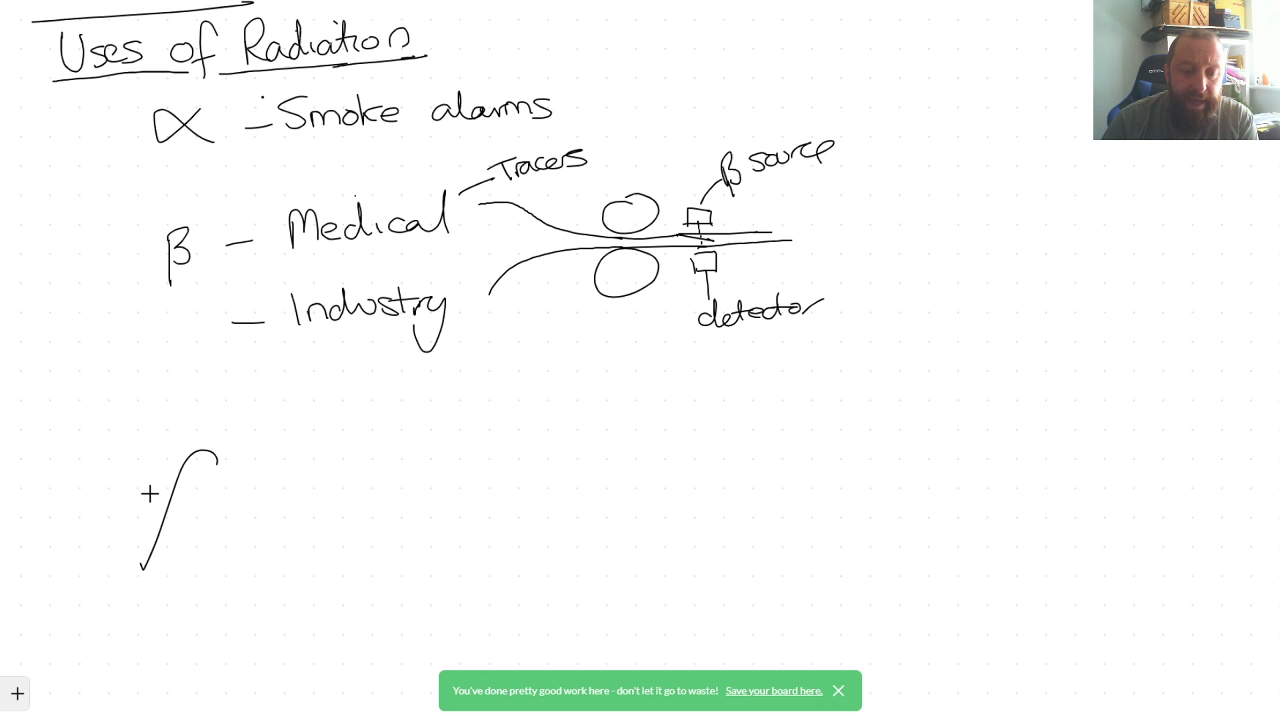 Uses of Radiation
α - Smoke alarms
Tracers
β source
β - Medical
- Industry
detector
You've done pretty good work here - don't let it go to waste! Save your board here.